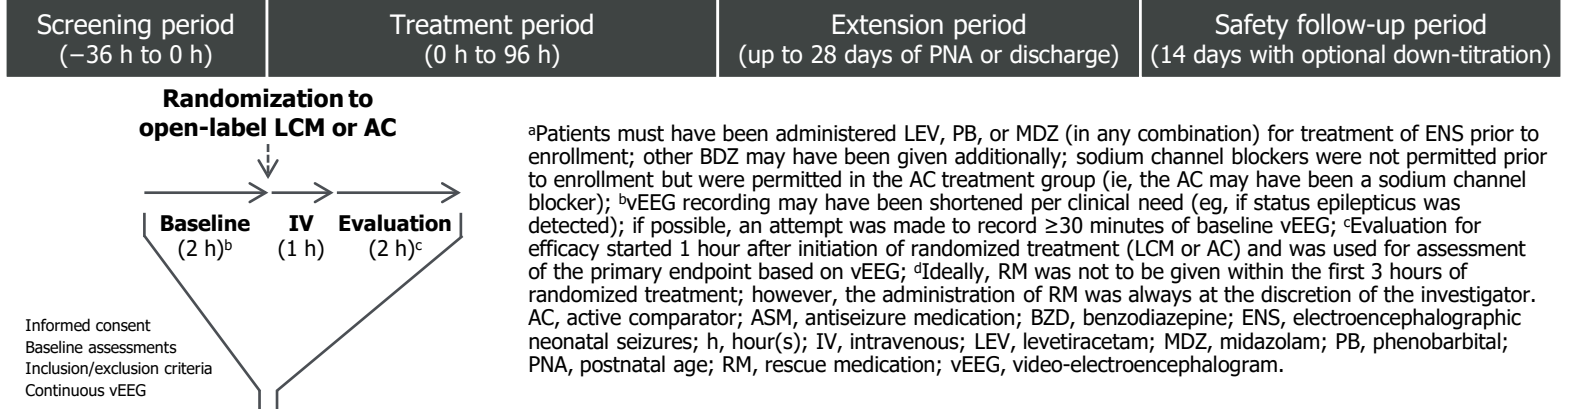 Screening period
(−36 h to 0 h)
Treatment period
(0 h to 96 h)
Extension period
(up to 28 days of PNA or discharge)
Safety follow-up period
(14 days with optional down-titration)
Randomization to
open-label LCM or AC
Baseline
(2 h)ᵇ
IV
(1 h)
Evaluation
(2 h)ᶜ
Informed consent
Baseline assessments
Inclusion/exclusion criteria
Continuous vEEG
ᵃPatients must have been administered LEV, PB, or MDZ (in any combination) for treatment of ENS prior to
enrollment; other BDZ may have been given additionally; sodium channel blockers were not permitted prior
to enrollment but were permitted in the AC treatment group (ie, the AC may have been a sodium channel
blocker); ᵇvEEG recording may have been shortened per clinical need (eg, if status epilepticus was
detected); if possible, an attempt was made to record ≥30 minutes of baseline vEEG; ᶜEvaluation for
efficacy started 1 hour after initiation of randomized treatment (LCM or AC) and was used for assessment
of the primary endpoint based on vEEG; ᵈIdeally, RM was not to be given within the first 3 hours of
randomized treatment; however, the administration of RM was always at the discretion of the investigator.
AC, active comparator; ASM, antiseizure medication; BZD, benzodiazepine; ENS, electroencephalographic
neonatal seizures; h, hour(s); IV, intravenous; LEV, levetiracetam; MDZ, midazolam; PB, phenobarbital;
PNA, postnatal age; RM, rescue medication; vEEG, video-electroencephalogram.